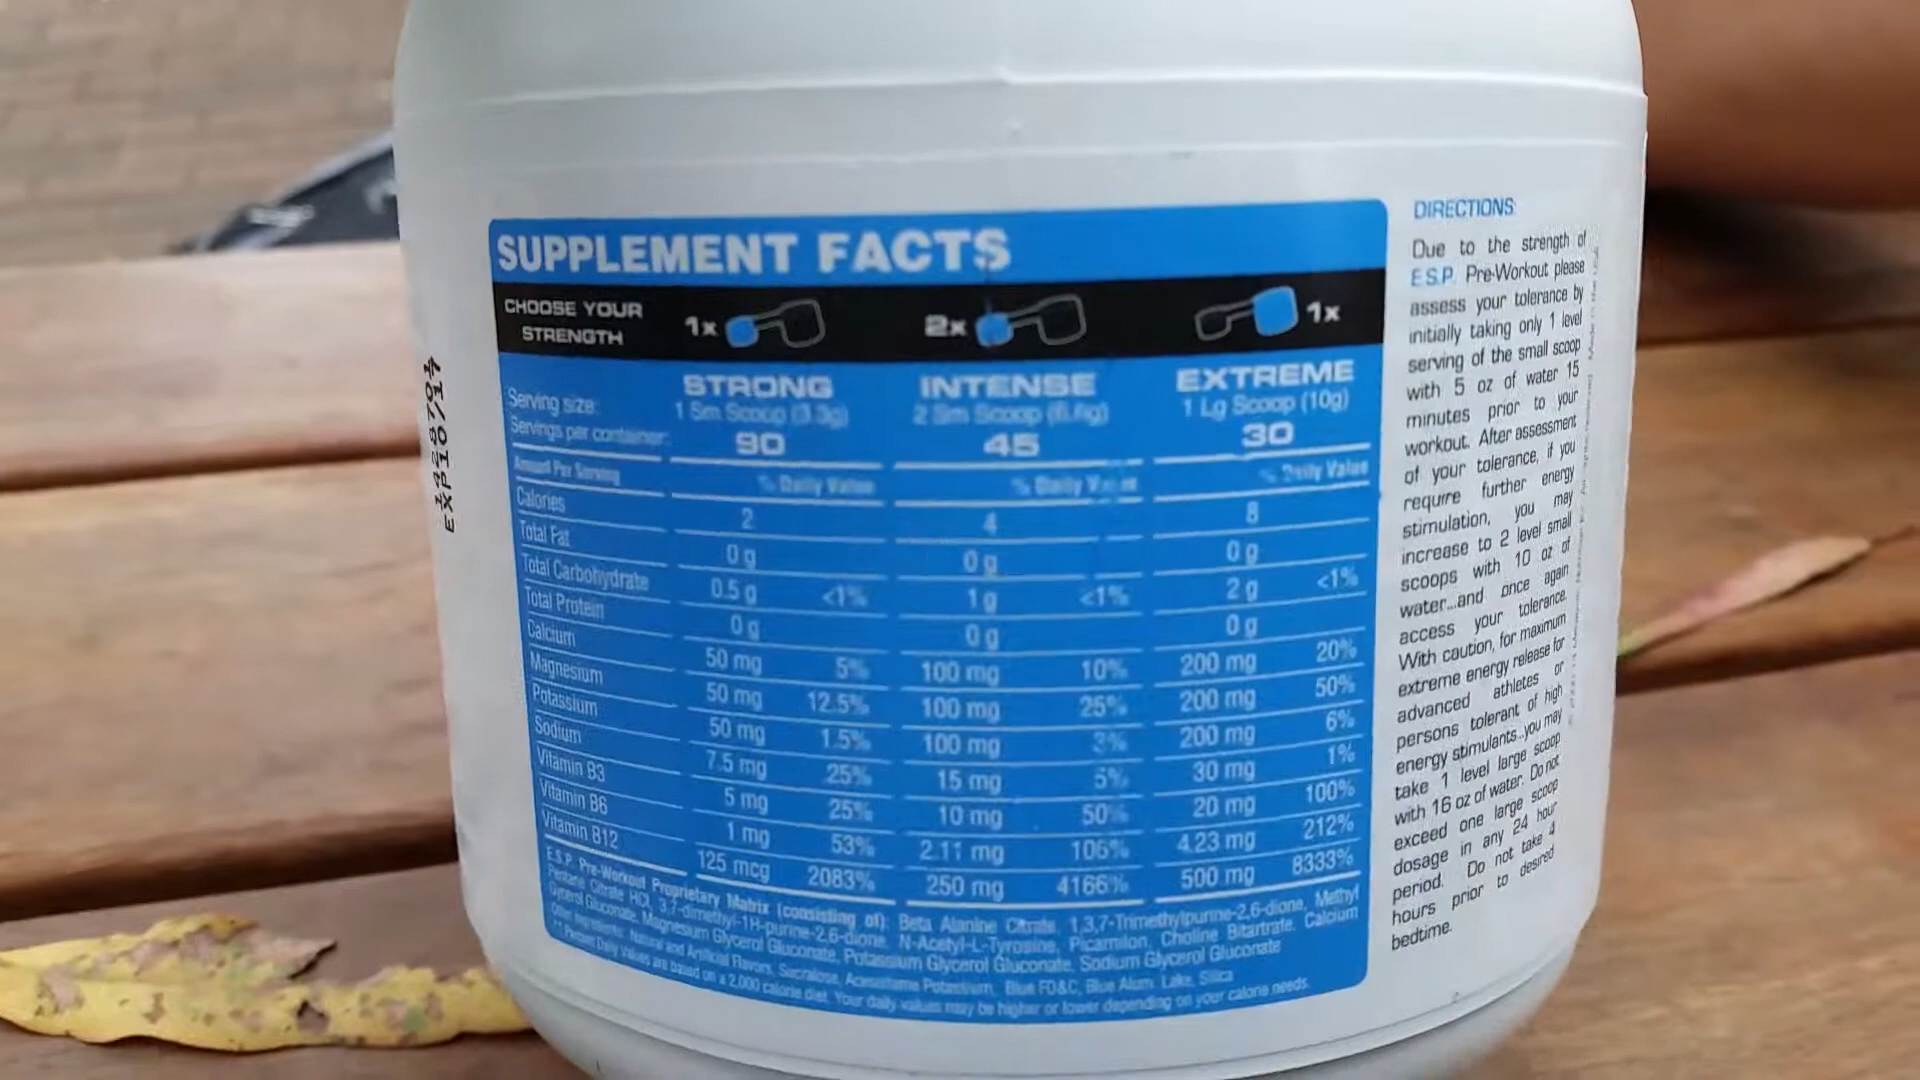 SUPPLEMENT FACTS
CHOOSE YOUR STRENGTH 1x 2x 1x
STRONG INTENSE EXTREME
Serving size: 1 Sm Scoop (3.3g) 2 Sm Scoop (6.6g) 1 Lg Scoop (10g)
Servings per container: 90 45 30
Amount Per Serving % Daily Value % Daily Value % Daily Value
Calories 2 4 8
Total Fat 0 g 0 g 0 g
Total Carbohydrate 0.5 g <1% 1 g <1% 2 g <1%
Total Protein 0 g 0 g 0 g
Calcium 50 mg 5% 100 mg 10% 200 mg 20%
Magnesium 50 mg 12.5% 100 mg 25% 200 mg 50%
Potassium 50 mg 1.5% 100 mg 3% 200 mg 6%
Sodium 7.5 mg 25% 15 mg 5% 30 mg 1%
Vitamin B3 5 mg 25% 10 mg 50% 20 mg 100%
Vitamin B6 1 mg 53% 2.11 mg 106% 4.23 mg 212%
Vitamin B12 125 mcg 2083% 250 mg 4166% 500 mg 8333%
E.S.P. Pre-Workout Proprietary Matrix (consisting of): Beta Alanine Citrate, 1,3,7-Trimethylpurine-2,6-dione, Methyl
Pentane Citrate HCl, 3,7-dimethyl-1H-purine-2,6-dione, N-Acetyl-L-Tyrosine, Picamilon, Choline Bitartrate, Calcium
Glycerol Gluconate, Magnesium Glycerol Gluconate, Potassium Glycerol Gluconate, Sodium Glycerol Gluconate
Other Ingredients: Natural and Artificial Flavors, Sucralose, Acesulfame Potassium, Blue FD&C, Blue Alum Lake, Silica
** Percent Daily Values are based on a 2,000 calorie diet. Your daily values may be higher or lower depending on your calorie needs.
DIRECTIONS:
Due to the strength of
E.S.P. Pre-Workout please
assess your tolerance by
initially taking only 1 level
serving of the small scoop
with 5 oz of water 15
minutes prior to your
workout. After assessment
of your tolerance, if you
require further energy
stimulation, you may
increase to 2 level small
scoops with 10 oz of
water...and once again
access your tolerance.
With caution, for maximum
extreme energy release for
advanced athletes or
persons tolerant of high
energy stimulants..you may
take 1 level large scoop
with 16 oz of water. Do not
exceed one large scoop
dosage in any 24 hour
period. Do not take 4
hours prior to desired
bedtime.
EXP10/17